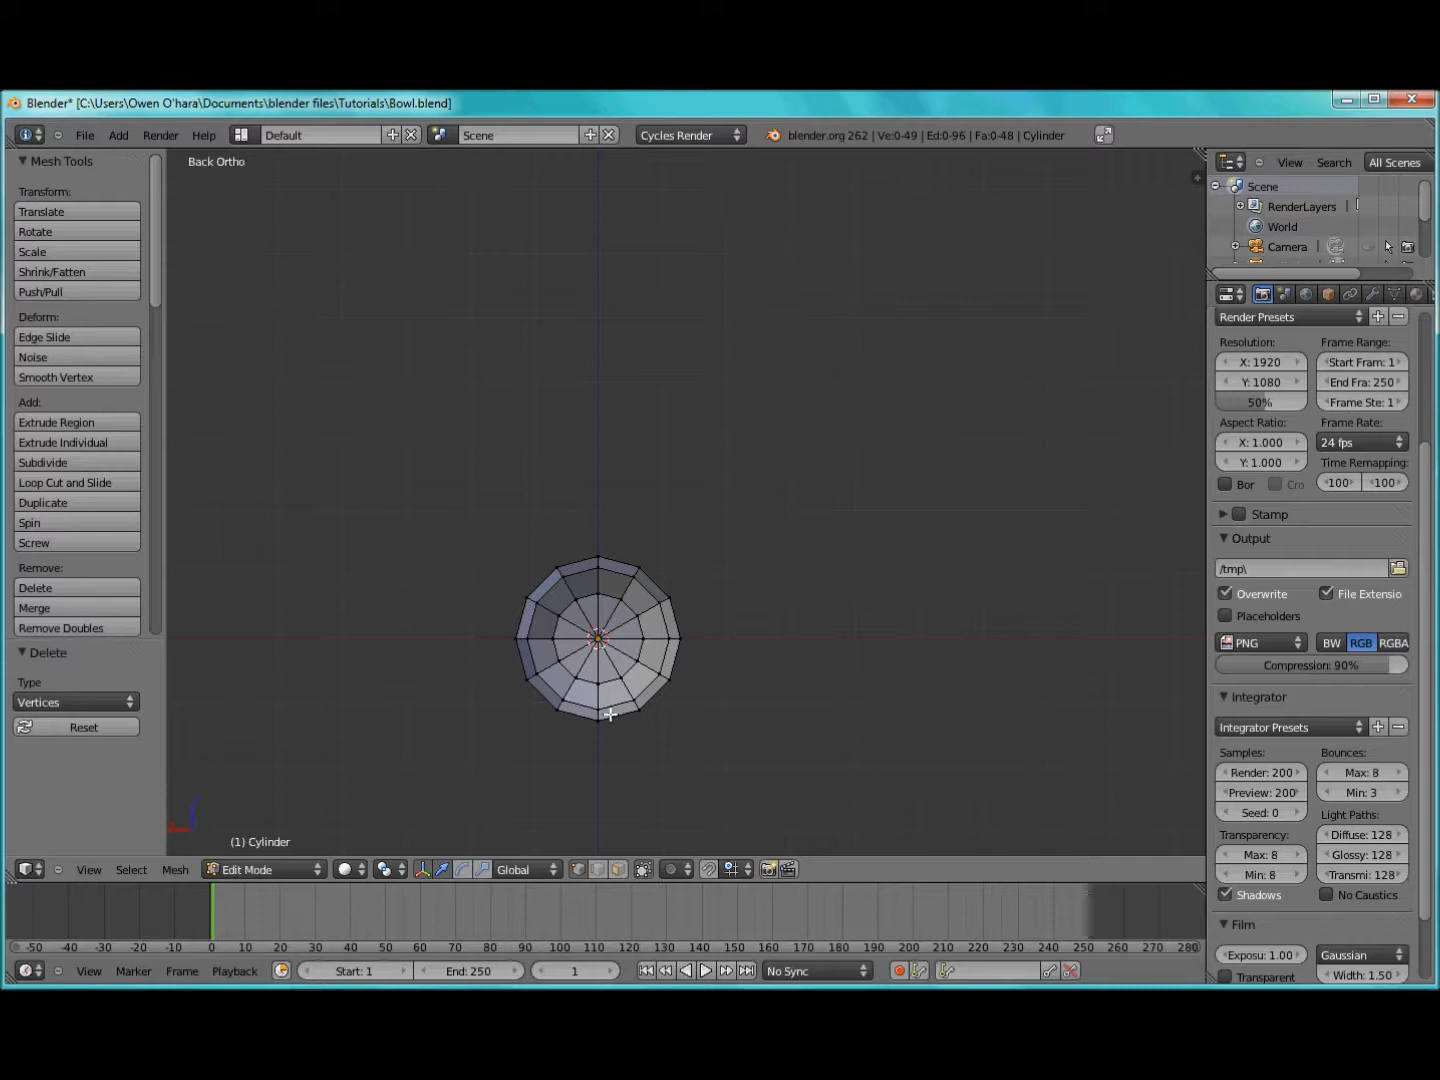 Blender* [C:\Users\Owen O'hara\Documents\blender files\Tutorials\Bowl.blend]
File Add Render Help Default Scene Cycles Render blender.org 262 | Ve:0-49 | Ed:0-96 | Fa:0-48 | Cylinder
Mesh Tools
Transform:
Translate
Rotate
Scale
Shrink/Fatten
Push/Pull
Deform:
Edge Slide
Noise
Smooth Vertex
Add:
Extrude Region
Extrude Individual
Subdivide
Loop Cut and Slide
Duplicate
Spin
Screw
Remove:
Delete
Merge
Remove Doubles
Delete
Type
Vertices
Reset
Back Ortho
(1) Cylinder
View Select Mesh Edit Mode Global
View Search All Scenes
Scene
RenderLayers |
World
Camera |
Render Presets
Resolution: Frame Range:
X: 1920 Start Fram: 1
Y: 1080 End Fra: 250
50% Frame Ste: 1
Aspect Ratio: Frame Rate:
X: 1.000 24 fps
Y: 1.000 Time Remapping:
Bor Cro 100 100
Stamp
Output
/tmp\
Overwrite File Extensio
Placeholders
PNG BW RGB RGBA
Compression: 90%
Integrator
Integrator Presets
Samples: Bounces:
Render: 200 Max: 8
Preview: 200 Min: 3
Seed: 0 Light Paths:
Transparency: Diffuse: 128
Max: 8 Glossy: 128
Min: 8 Transmi: 128
Shadows No Caustics
Film
Exposu: 1.00 Gaussian
Transparent Width: 1.50
-50 -40 -30 -20 -10 0 10 20 30 40 50 60 70 80 90 100 110 120 130 140 150 160 170 180 190 200 210 220 230 240 250 260 270 280
View Marker Frame Playback Start: 1 End: 250 1 No Sync